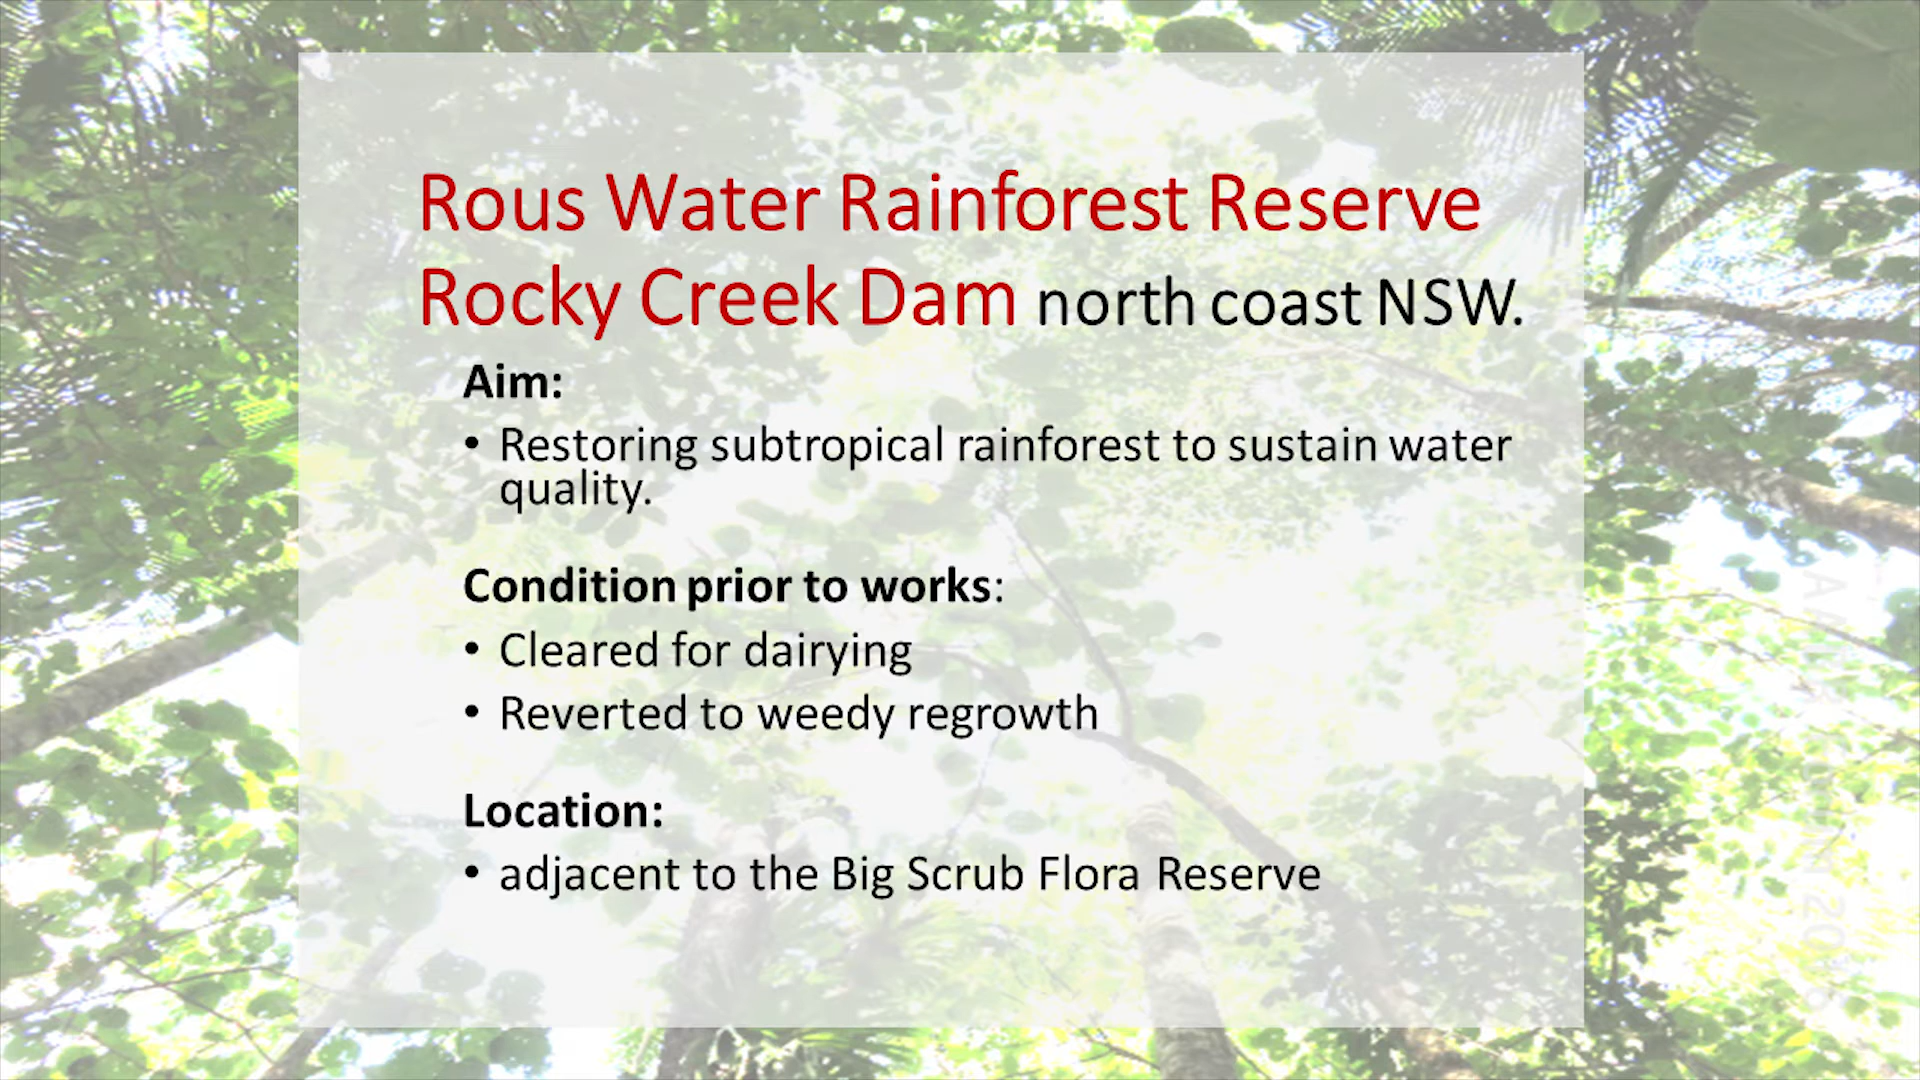 Rous Water Rainforest Reserve
Rocky Creek Dam north coast NSW.
Aim:
• Restoring subtropical rainforest to sustain water
quality.
Condition prior to works:
• Cleared for dairying
• Reverted to weedy regrowth
Location:
• adjacent to the Big Scrub Flora Reserve